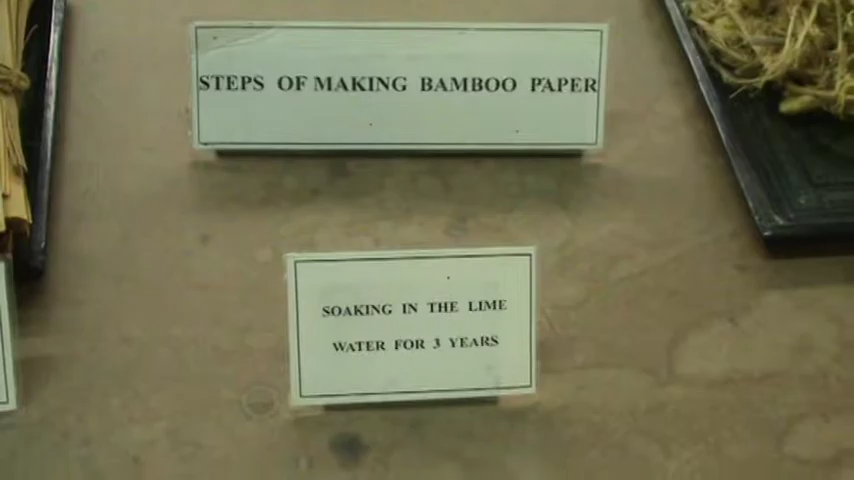 STEPS OF MAKING BAMBOO PAPER
SOAKING IN THE LIME
WATER FOR 3 YEARS